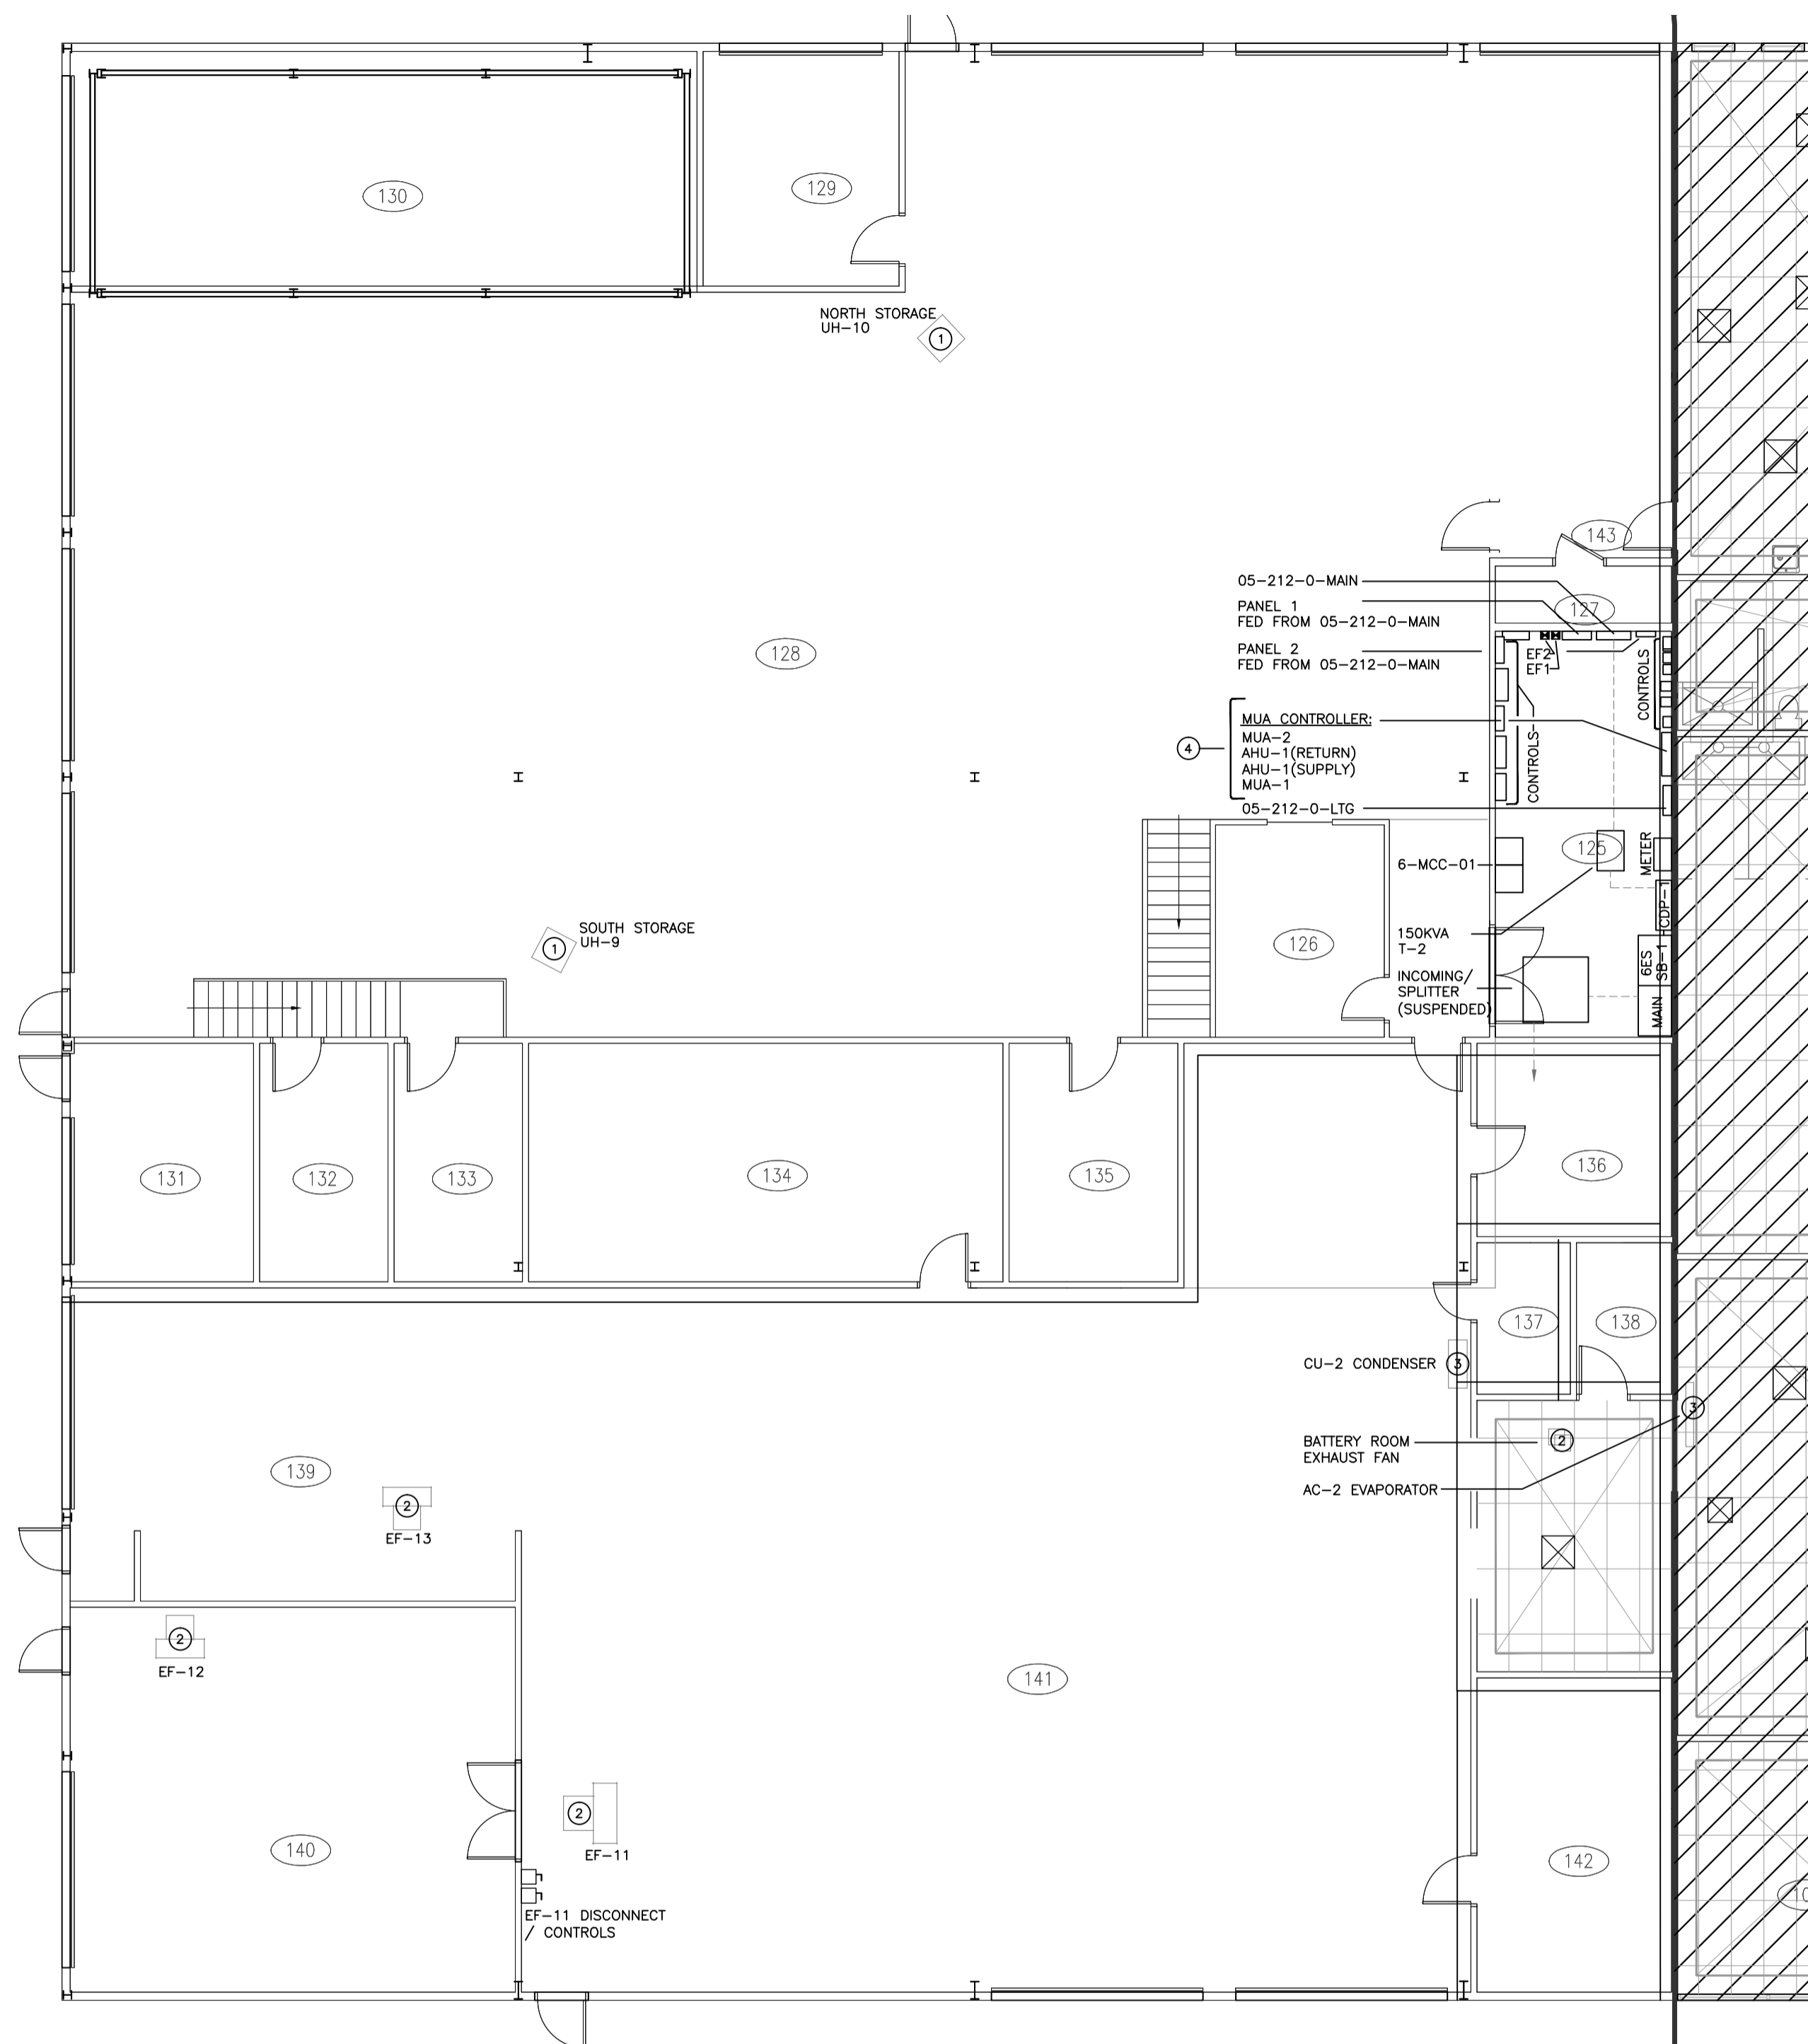 130
129
NORTH STORAGE
UH-10
1
143
05-212-0-MAIN
127
PANEL 1
FED FROM 05-212-0-MAIN
PANEL 2
FED FROM 05-212-0-MAIN
EF2
EF1
CONTROLS
128
4
MUA CONTROLLER:
MUA-2
AHU-1(RETURN)
AHU-1(SUPPLY)
MUA-1
CONTROLS
05-212-0-LTG
125
METER
6-MCC-01
CDP-1
150KVA
T-2
126
SOUTH STORAGE
UH-9
1
6ES
SB-1
INCOMING/
SPLITTER
(SUSPENDED)
MAIN
131
132
133
134
135
136
137
138
CU-2 CONDENSER
3
3
BATTERY ROOM
EXHAUST FAN
2
AC-2 EVAPORATOR
139
2
EF-13
2
EF-12
141
2
EF-11
140
142
EF-11 DISCONNECT
/ CONTROLS